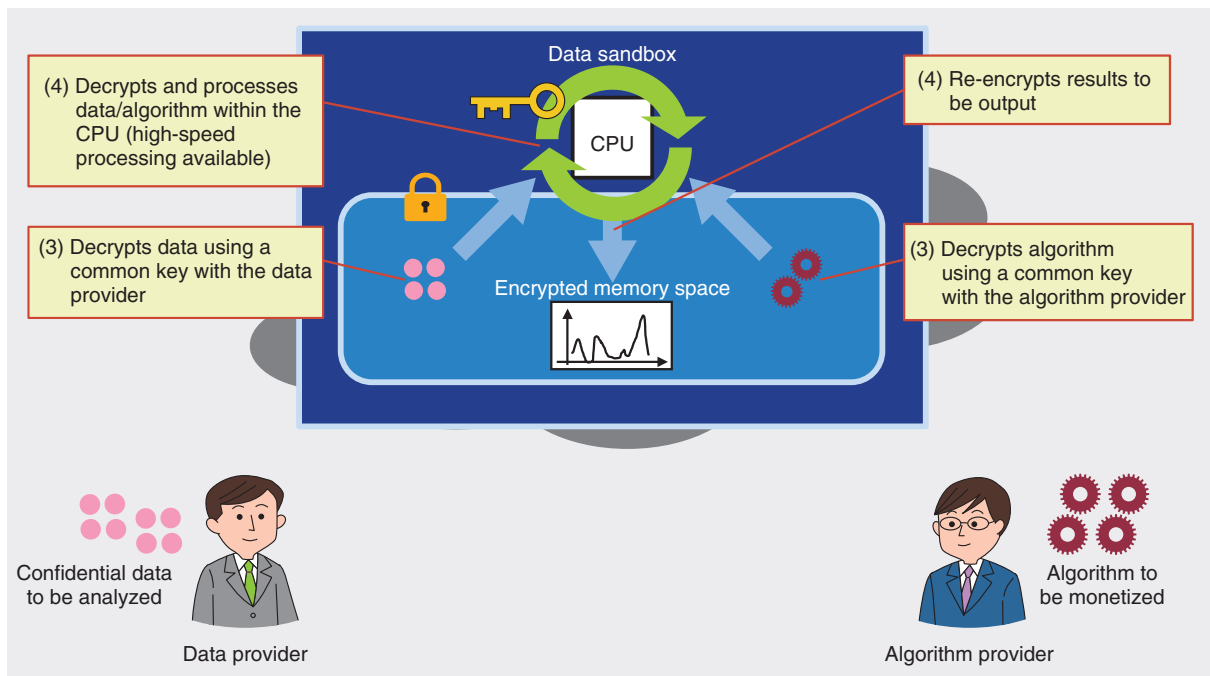 Data sandbox
(4) Decrypts and processes
data/algorithm within the
CPU (high-speed
processing available)
(4) Re-encrypts results to
be output
CPU
(3) Decrypts data using a
common key with the data
provider
(3) Decrypts algorithm
using a common key
with the algorithm provider
Encrypted memory space
Confidential data
to be analyzed
Data provider
Algorithm to
be monetized
Algorithm provider